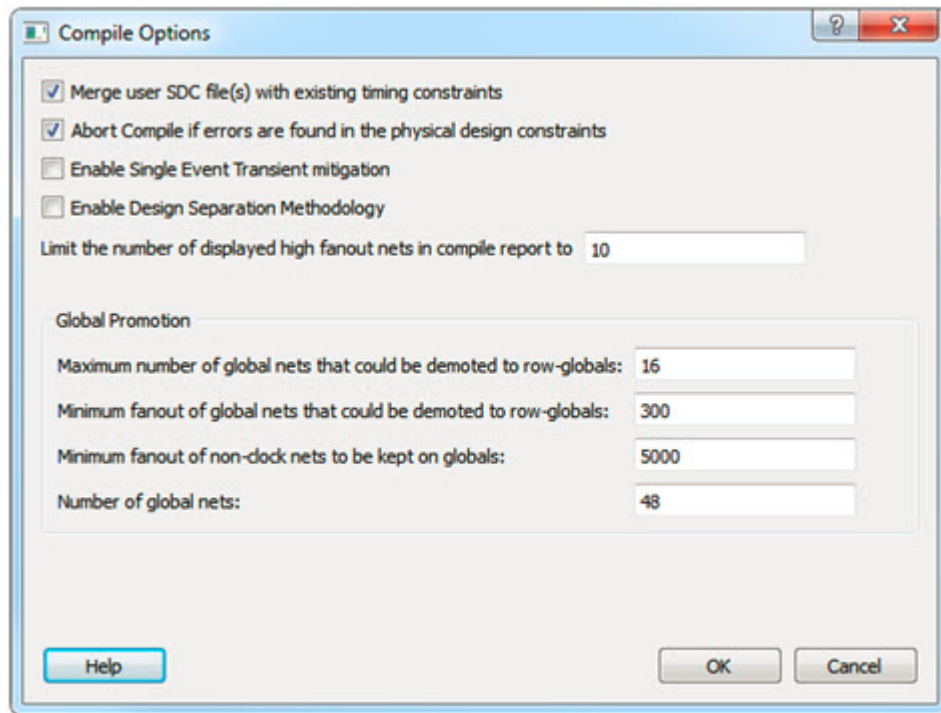 Compile Options
Merge user SDC file(s) with existing timing constraints
Abort Compile if errors are found in the physical design constraints
Enable Single Event Transient mitigation
Enable Design Separation Methodology
Limit the number of displayed high fanout nets in compile report to 10
Global Promotion
Maximum number of global nets that could be demoted to row-globals: 16
Minimum fanout of global nets that could be demoted to row-globals: 300
Minimum fanout of non-clock nets to be kept on globals: 5000
Number of global nets: 48
Help OK Cancel